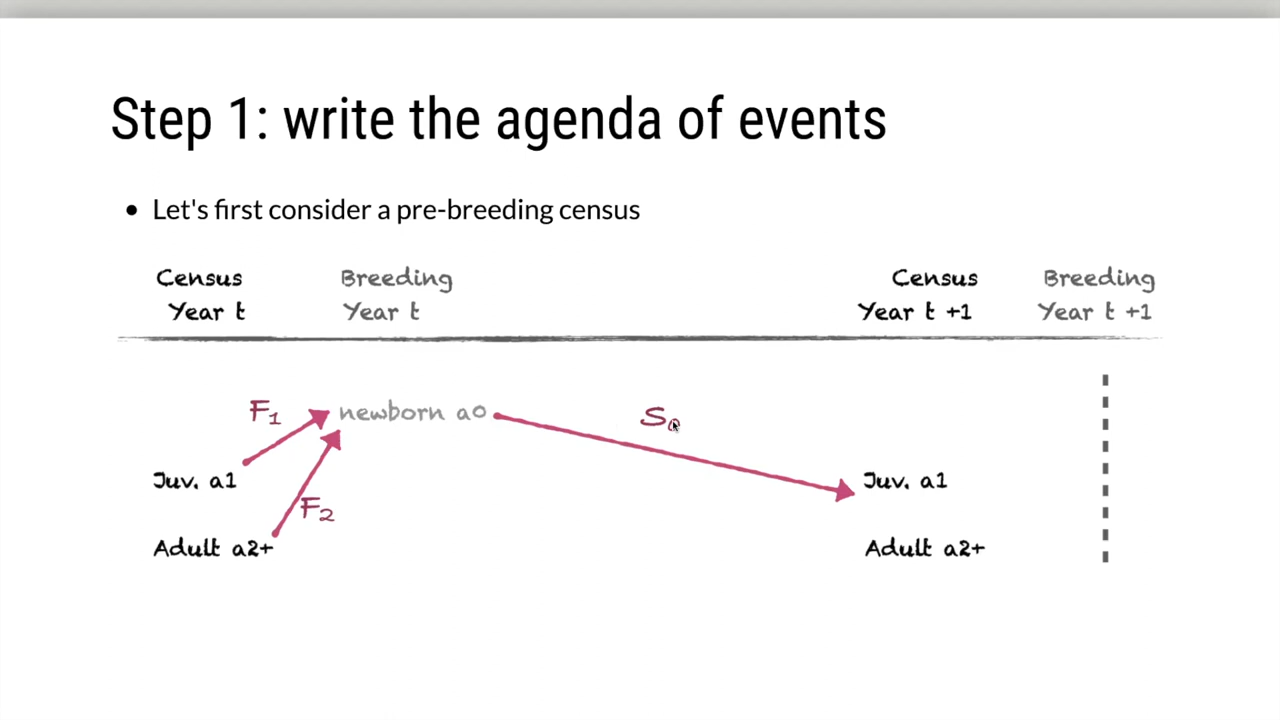 Step 1: write the agenda of events
Let's first consider a pre-breeding census
Census Breeding Census Breeding
Year t Year t Year t +1 Year t +1
F1 newborn a0 S0
Juv. a1 Juv. a1
F2
Adult a2+ Adult a2+